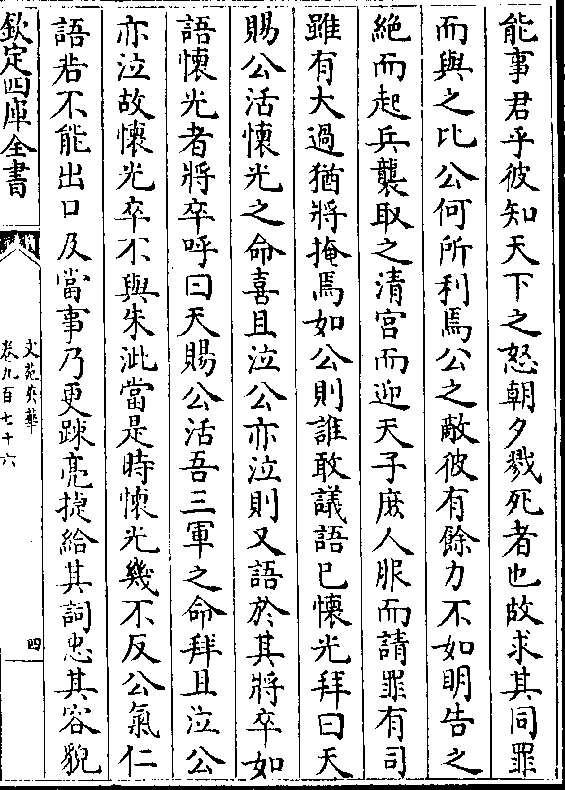 能事君乎彼知天下之怒朝夕戮死者也故求其同罪
而與之比公何所利焉公之敵彼有餘力不如明告之
絶而起兵襲取之清宫而迎天子庶人服而請罪有司
雖有大過猶將掩焉如公則誰敢議語已懷光拜曰天
賜公活懷光之命喜且泣公亦泣則又語於其將卒如
語懷光者將卒呼曰天賜公活吾三軍之命拜且泣公
亦泣故懷光卒不與朱泚當是時懷光幾不反公氣仁
語若不能出口及當事乃更踈亮捷給其詞忠其容貌
欽定四庫全書
文苑英華
卷九百七十六
四